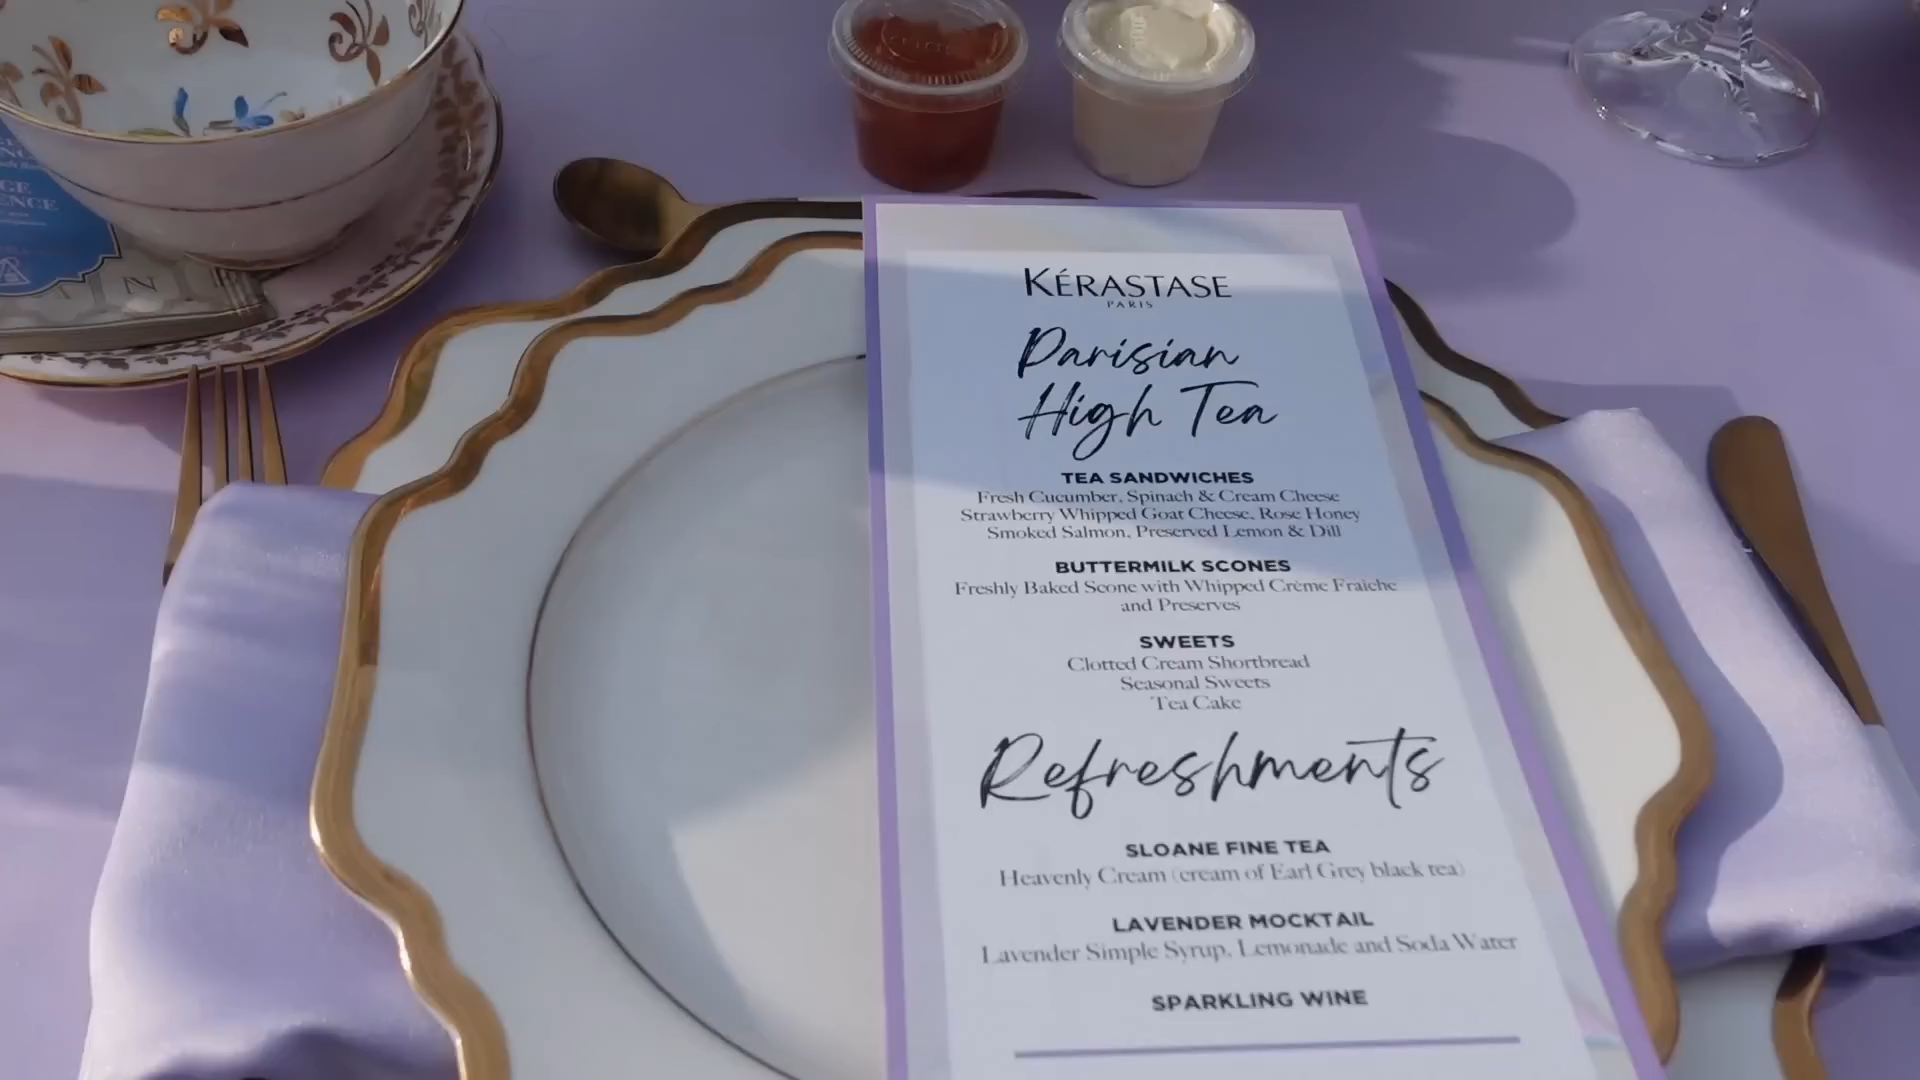 KÉRASTASE
PARIS
Parisian
High Tea
TEA SANDWICHES
Fresh Cucumber, Spinach & Cream Cheese
Strawberry Whipped Goat Cheese, Rose Honey
Smoked Salmon, Preserved Lemon & Dill
BUTTERMILK SCONES
Freshly Baked Scone with Whipped Crème Fraiche
and Preserves
SWEETS
Clotted Cream Shortbread
Seasonal Sweets
Tea Cake
Refreshments
SLOANE FINE TEA
Heavenly Cream (cream of Earl Grey black tea)
LAVENDER MOCKTAIL
Lavender Simple Syrup, Lemonade and Soda Water
SPARKLING WINE